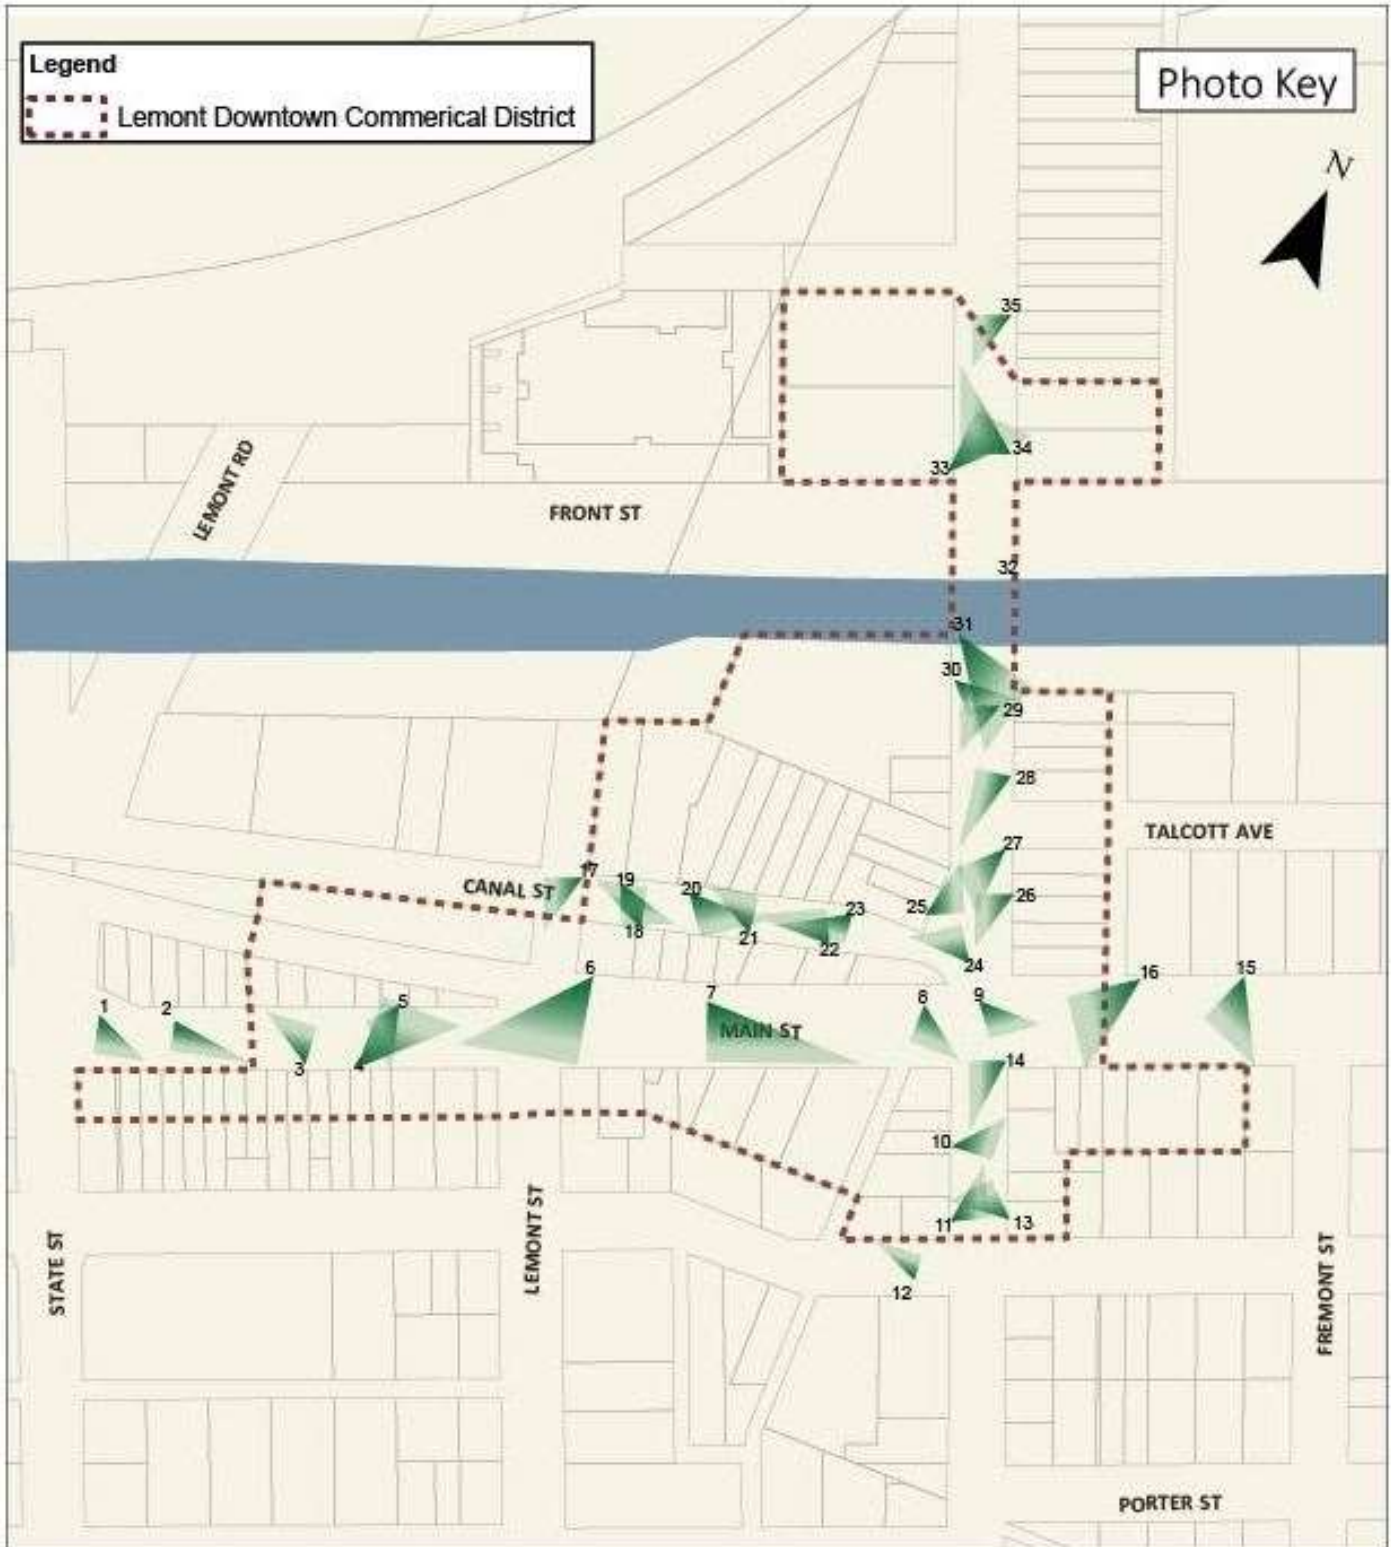 Legend
Lemont Downtown Commerical District
Photo Key
N
35
34
33
LEMONT RD
FRONT ST
32
31
30
29
28
TALCOTT AVE
27
17
19
20
CANAL ST
26
25
23
18
21
22
24
6
16
15
1
2
5
7
8
9
MAIN ST
3
4
14
10
11
13
12
STATE ST
LEMONT ST
FREMONT ST
PORTER ST